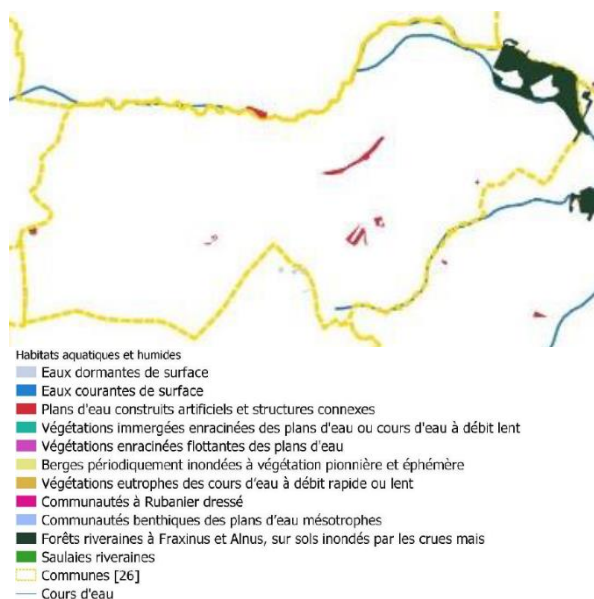 Habitats aquatiques et humides
Eaux dormantes de surface
Eaux courantes de surface
Plans d'eau construits artificiels et structures connexes
Végétations immergées enracinées des plans d'eau ou cours d'eau à débit lent
Végétations enracinées flottantes des plans d'eau
Berges périodiquement inondées à végétation pionnière et éphémère
Végétations eutrophes des cours d'eau à débit rapide ou lent
Communautés à Rubanier dressé
Communautés benthiques des plans d'eau mésotrophes
Forêts riveraines à Fraxinus et Alnus, sur sols inondés par les crues mais
Saulaies riveraines
Communes [26]
Cours d'eau